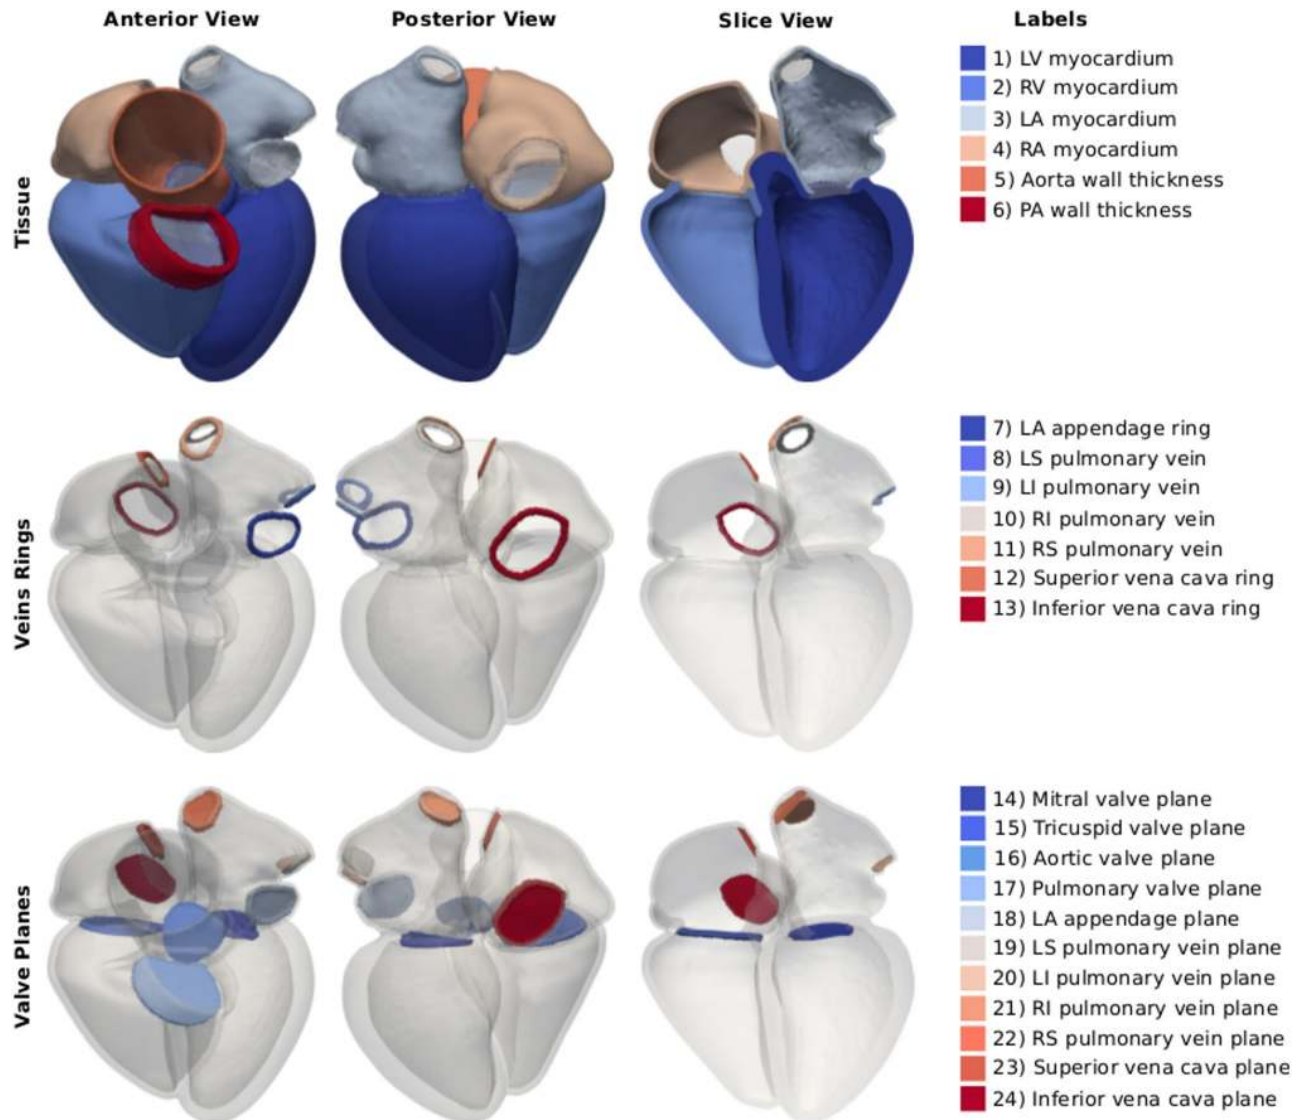 Anterior View
Posterior View
Slice View
Labels
Tissue
1) LV myocardium
2) RV myocardium
3) LA myocardium
4) RA myocardium
5) Aorta wall thickness
6) PA wall thickness
Veins Rings
7) LA appendage ring
8) LS pulmonary vein
9) LI pulmonary vein
10) RI pulmonary vein
11) RS pulmonary vein
12) Superior vena cava ring
13) Inferior vena cava ring
Valve Planes
14) Mitral valve plane
15) Tricuspid valve plane
16) Aortic valve plane
17) Pulmonary valve plane
18) LA appendage plane
19) LS pulmonary vein plane
20) LI pulmonary vein plane
21) RI pulmonary vein plane
22) RS pulmonary vein plane
23) Superior vena cava plane
24) Inferior vena cava plane